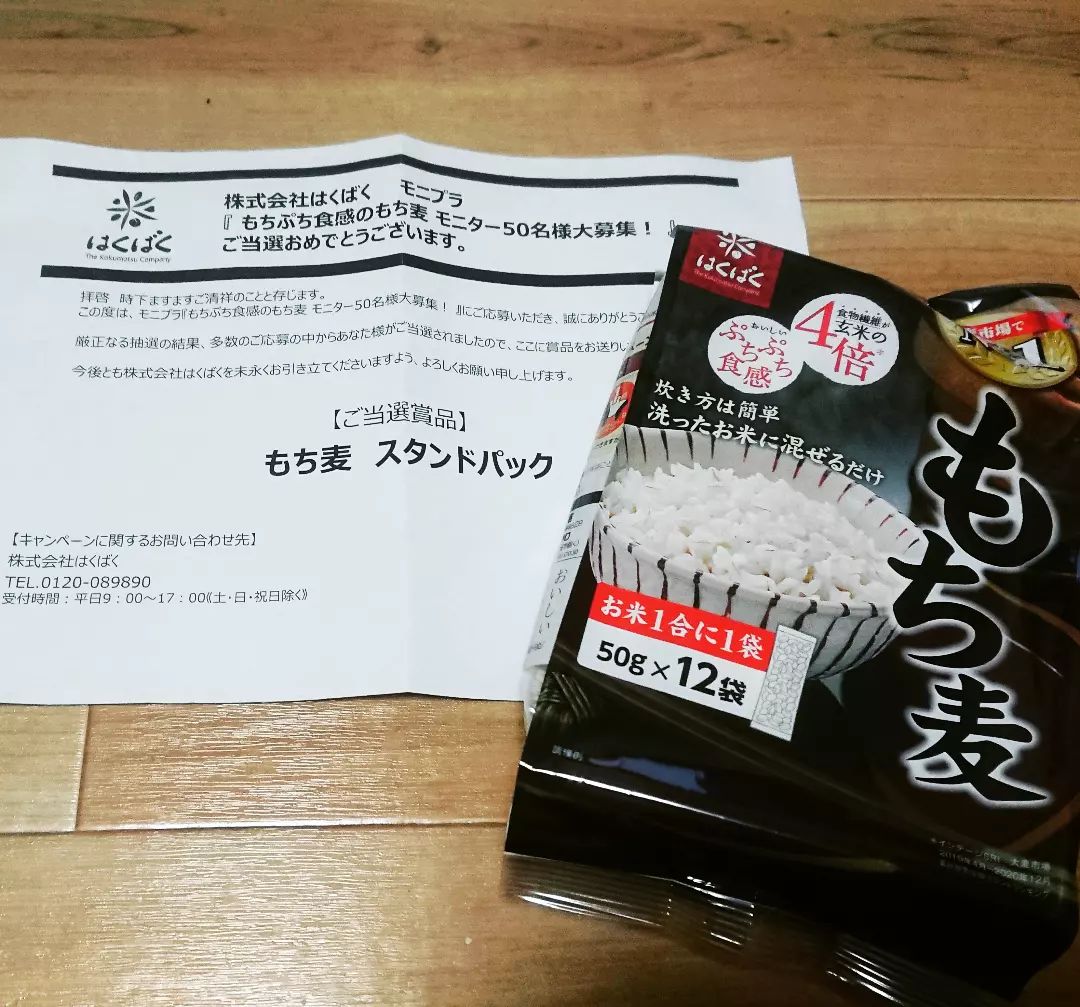 はくばく
The Kokumotsu Company
株式会社はくばく モニプラ
『 もちぷち食感のもち麦 モニター50名様大募集！ 』
ご当選おめでとうございます。
拝啓 時下ますますご清祥のことと存じます。
この度は、モニプラ『もちぷち食感のもち麦 モニター50名様大募集！ 』にご応募いただき、誠にありがとうご
厳正なる抽選の結果、多数のご応募の中からあなた様がご当選されましたので、ここに賞品をお送りし
今後とも株式会社はくばくを末永くお引き立てくださいますよう、よろしくお願い申し上げます。
【ご当選賞品】
もち麦 スタンドパック
【キャンペーンに関するお問い合わせ先】
株式会社はくばく
TEL.0120-089890
受付時間：平日9：00～17：00《土・日・祝日除く》
はくばく
The Kokumotsu Company
おいしい
ぷちぷち
食感
食物繊維が
玄米の
4倍
市場で
1
炊き方は簡単
洗ったお米に混ぜるだけ
もち麦
お米1合に1袋
50g×12袋
おいしい
調理例